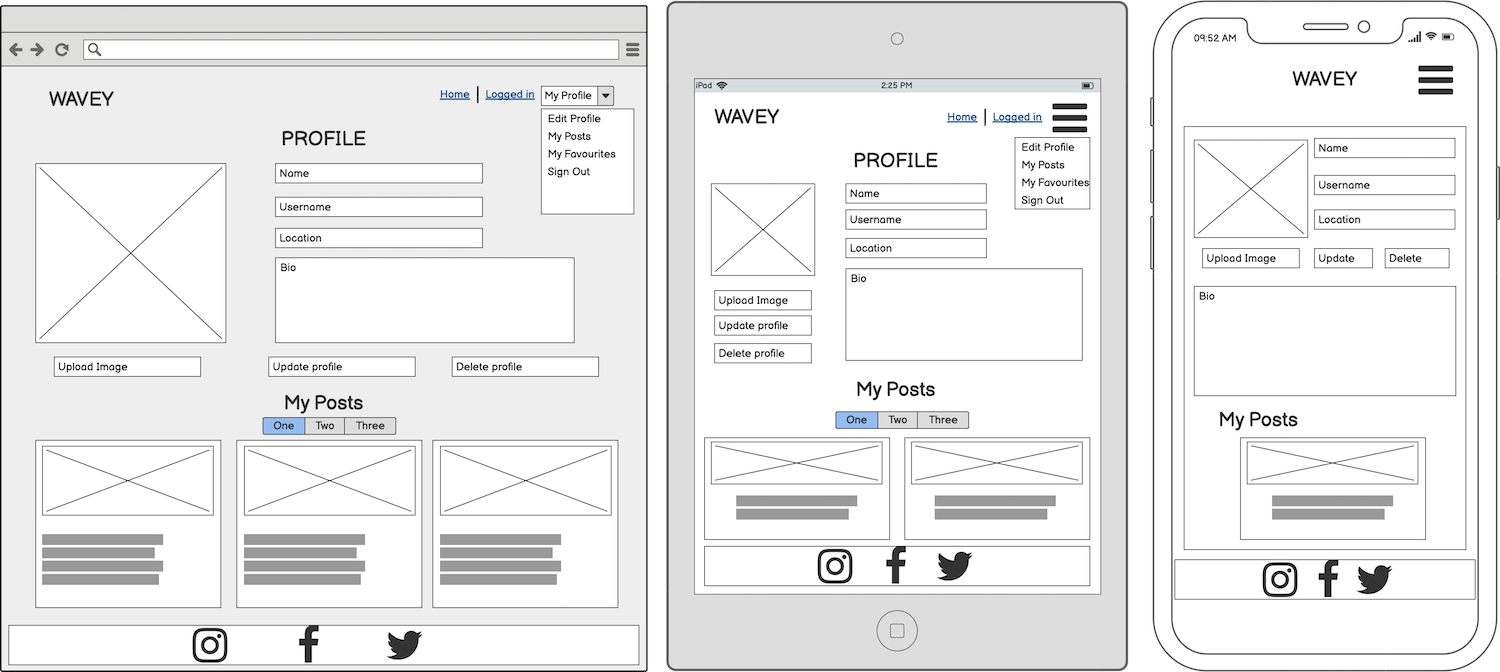 WAVEY
Home Logged in My Profile
Edit Profile
My Posts
My Favourites
Sign Out
PROFILE
Name
Username
Location
Bio
Upload Image Update profile Delete profile
My Posts
One Two Three
iPad 2:25 PM
WAVEY Home Logged in
Edit Profile
My Posts
My Favourites
Sign Out
PROFILE
Name
Username
Location
Bio
Upload Image
Update profile
Delete profile
My Posts
One Two Three
09:52 AM
WAVEY
Name
Username
Location
Upload Image Update Delete
Bio
My Posts